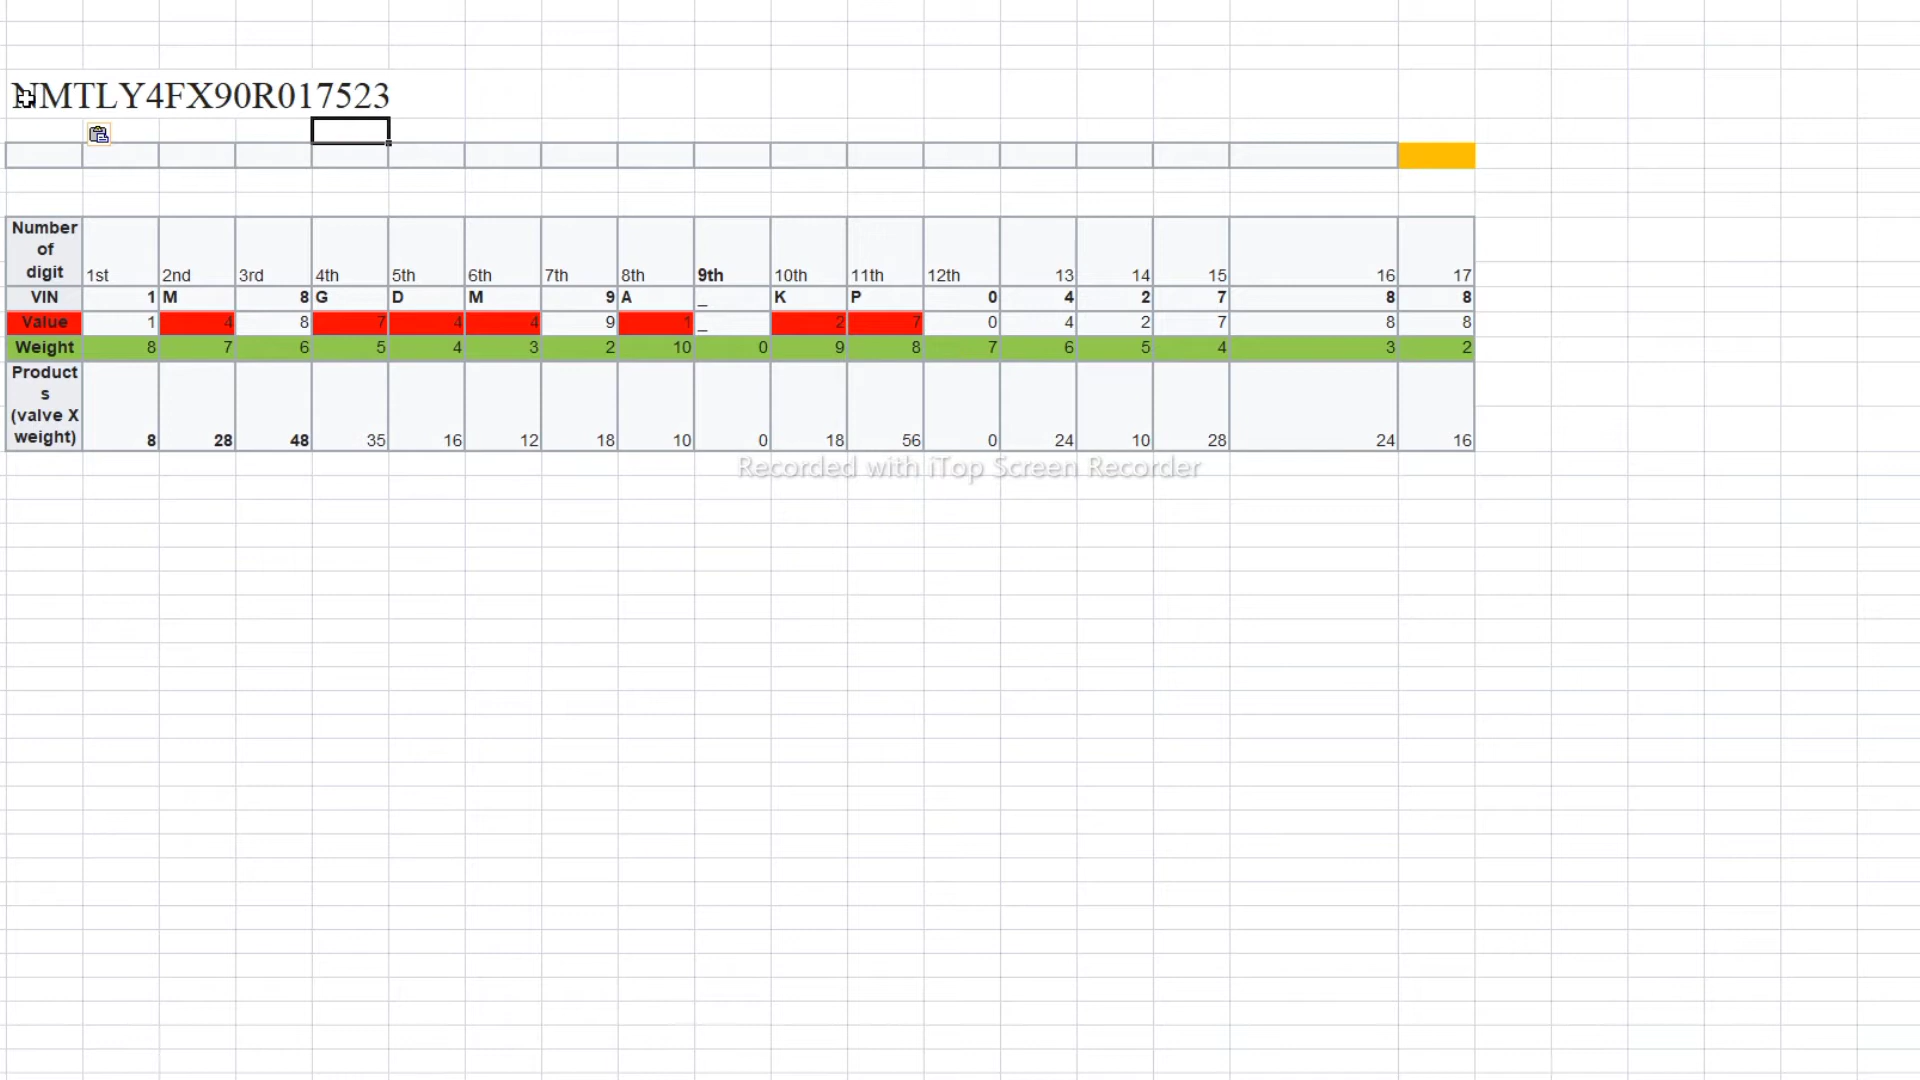 NMTLY4FX90R017523
Number of digit 1st 2nd 3rd 4th 5th 6th 7th 8th 9th 10th 11th 12th 13 14 15 16 17
VIN 1 M 8 G D M 9 A _ K P 0 4 2 7 8 8
Value 1 4 8 7 4 4 9 1 _ 2 7 0 4 2 7 8 8
Weight 8 7 6 5 4 3 2 10 0 9 8 7 6 5 4 3 2
Products (valve X weight) 8 28 48 35 16 12 18 10 0 18 56 0 24 10 28 24 16
Recorded with iTop Screen Recorder